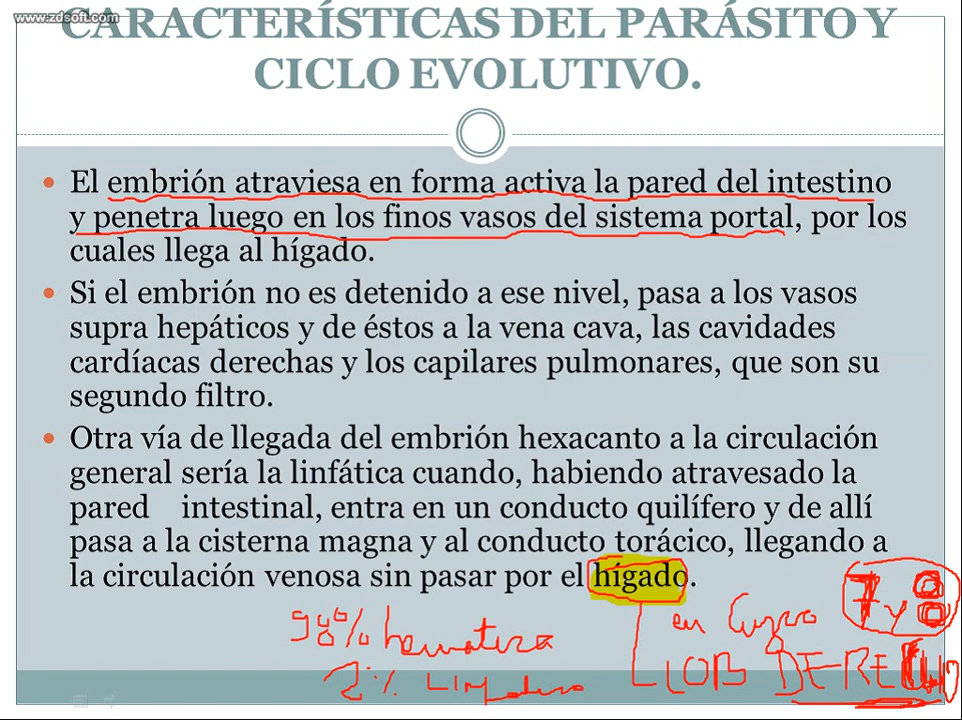 www.zdsoft.com
CARACTERÍSTICAS DEL PARÁSITO Y
CICLO EVOLUTIVO.
• El embrión atraviesa en forma activa la pared del intestino
y penetra luego en los finos vasos del sistema portal, por los
cuales llega al hígado.
• Si el embrión no es detenido a ese nivel, pasa a los vasos
supra hepáticos y de éstos a la vena cava, las cavidades
cardíacas derechas y los capilares pulmonares, que son su
segundo filtro.
• Otra vía de llegada del embrión hexacanto a la circulación
general sería la linfática cuando, habiendo atravesado la
pared intestinal, entra en un conducto quilífero y de allí
pasa a la cisterna magna y al conducto torácico, llegando a
la circulación venosa sin pasar por el hígado.
98% hematica
en 7 y 8
LOB DERECHO
2%